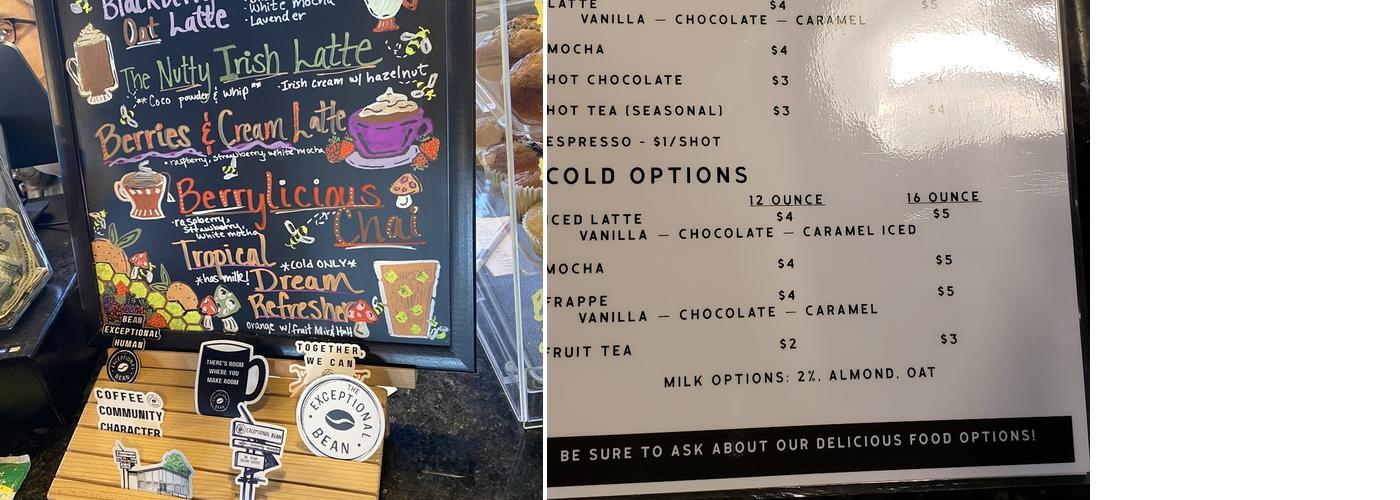 Blackberry
Oat Latte
White Mocha
• Lavender
The Nutty Irish Latte
** Coco powder & whip **
• Irish cream w/ hazelnut
Berries & Cream Latte
• raspberry, strawberry, white mocha
Berrylicious
Chai
• raspberry,
strawberry,
white mocha
Tropical
*cold ONLY*
*has milk!
Dream
Refresher
orange w/ fruit
BEAN
EXCEPTIONAL
HUMAN
EXCEPTIONAL
BEAN
THERE'S ROOM
WHERE YOU
MAKE ROOM
TOGETHER,
WE CAN
THE
EXCEPTIONAL
BEAN
COFFEE
COMMUNITY
CHARACTER
EXCEPTIONAL BEAN
LATTE $4 $5
VANILLA — CHOCOLATE — CARAMEL
MOCHA $4
HOT CHOCOLATE $3
HOT TEA (SEASONAL) $3 $4
ESPRESSO - $1/SHOT
COLD OPTIONS
12 OUNCE 16 OUNCE
ICED LATTE $4 $5
VANILLA — CHOCOLATE — CARAMEL ICED
MOCHA $4 $5
FRAPPE $4 $5
VANILLA — CHOCOLATE — CARAMEL
FRUIT TEA $2 $3
MILK OPTIONS: 2%, ALMOND, OAT
BE SURE TO ASK ABOUT OUR DELICIOUS FOOD OPTIONS!